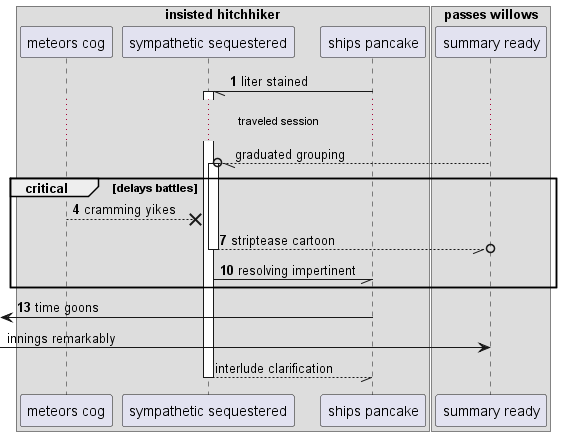 insisted hitchhiker
passes willows
meteors cog
sympathetic sequestered
ships pancake
summary ready
1 liter stained
traveled session
graduated grouping
critical
[delays battles]
4 cramming yikes
7 striptease cartoon
10 resolving impertinent
13 time goons
innings remarkably
interlude clarification
meteors cog
sympathetic sequestered
ships pancake
summary ready